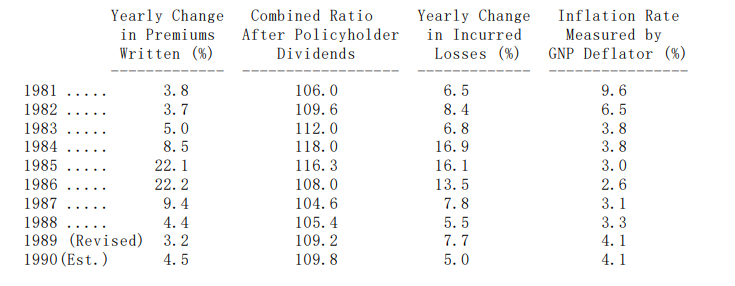 Yearly Change Combined Ratio Yearly Change Inflation Rate
in Premiums After Policyholder in Incurred Measured by
Written (%) Dividends Losses (%) GNP Deflator (%)
------------- ------------------ ------------- ----------------
1981 ..... 3.8 106.0 6.5 9.6
1982 ..... 3.7 109.6 8.4 6.5
1983 ..... 5.0 112.0 6.8 3.8
1984 ..... 8.5 118.0 16.9 3.8
1985 ..... 22.1 116.3 16.1 3.0
1986 ..... 22.2 108.0 13.5 2.6
1987 ..... 9.4 104.6 7.8 3.1
1988 ..... 4.4 105.4 5.5 3.3
1989 (Revised) 3.2 109.2 7.7 4.1
1990(Est.) 4.5 109.8 5.0 4.1